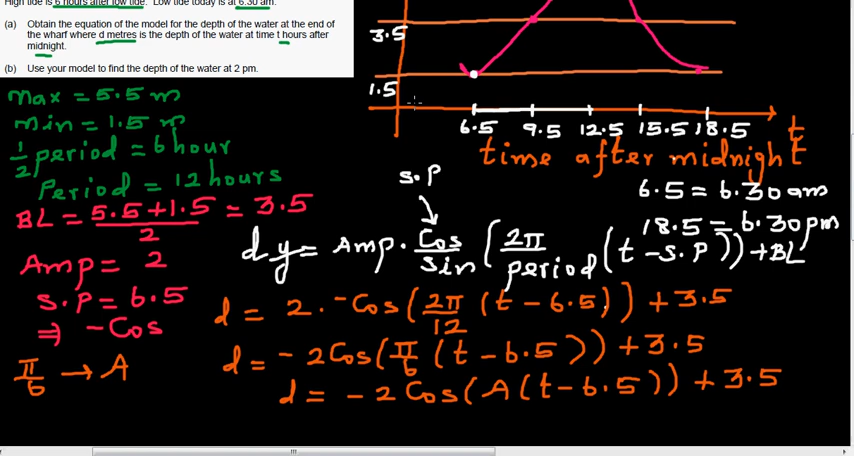 High tide is 6 hours after low tide. Low tide today is at 6.30 am.
(a) Obtain the equation of the model for the depth of the water at the end of
the wharf where d metres is the depth of the water at time t hours after
midnight.
(b) Use your model to find the depth of the water at 2 pm.
3.5
1.5
6.5 9.5 12.5 15.5 18.5 t
time after midnight
6.5 = 6.30 am
18.5 = 6.30 pm
max = 5.5 m
min = 1.5 m
1/2 period = 6 hour
Period = 12 hours
BL = 5.5+1.5/2 = 3.5
Amp = 2
S.P = 6.5
⇒ -Cos
π/6 → A
S.P
d y = Amp. Cos/Sin (2π/period (t - S.P)) + BL
d = 2. -Cos (2π/12 (t - 6.5)) + 3.5
d = - 2 Cos (π/6 (t - 6.5)) + 3.5
d = - 2 Cos (A (t - 6.5)) + 3.5